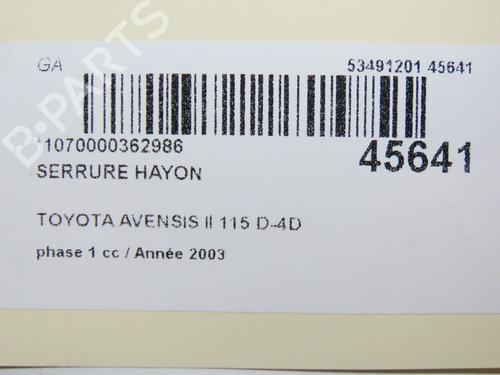 GA 53491201 45641
*1070000362986
45641
SERRURE HAYON
TOYOTA AVENSIS II 115 D-4D
phase 1 cc / Année 2003
B-PARTS